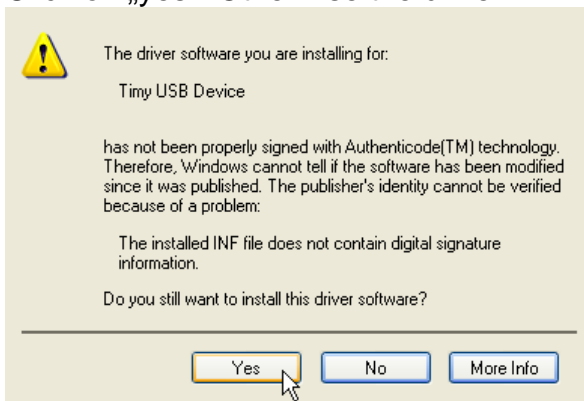 „yes
The driver software you are installing for:
Tiny USB Device
has not been properly signed with Authenticode(TM) technology.
Therefore, Windows cannot tell if the software has been modified
since it was published. The publisher's identity cannot be verified
because of a problem:
The installed INF file does not contain digital signature
information.
Do you still want to install this driver software?
Yes No More Info